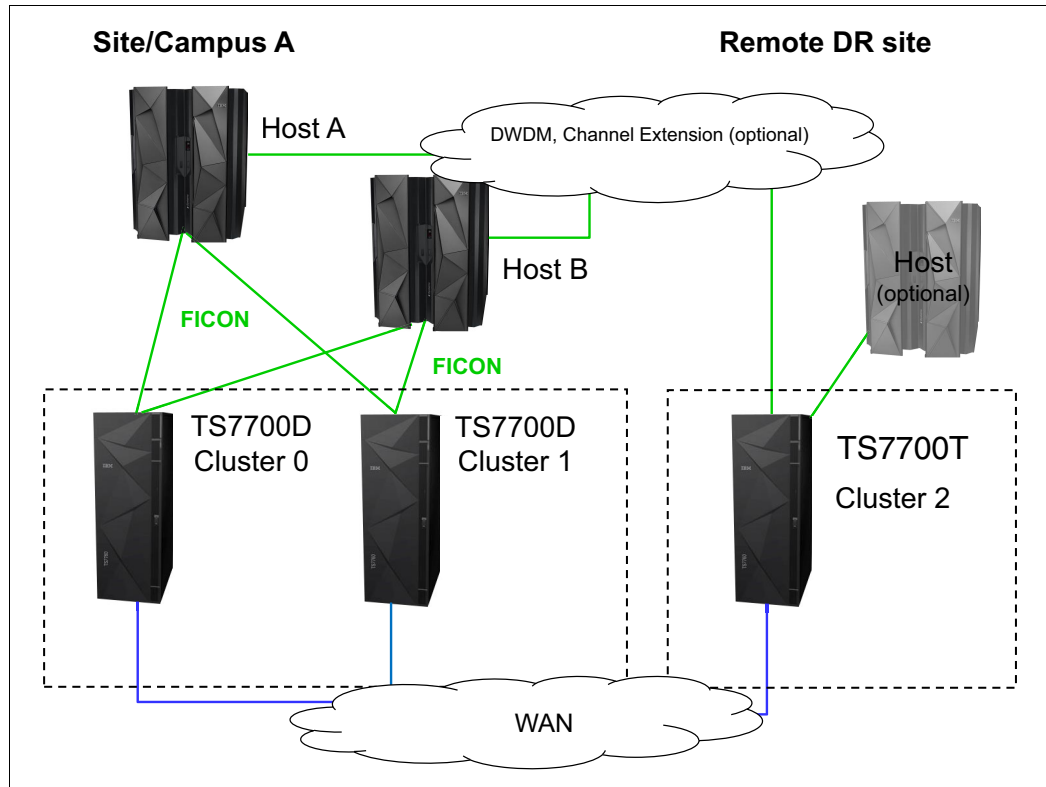 Site/Campus A
Remote DR site
Host A
DWDM, Channel Extension (optional)
Host B
Host
(optional)
FICON
FICON
TS7700D
Cluster 0
TS7700D
Cluster 1
TS7700T
Cluster 2
WAN